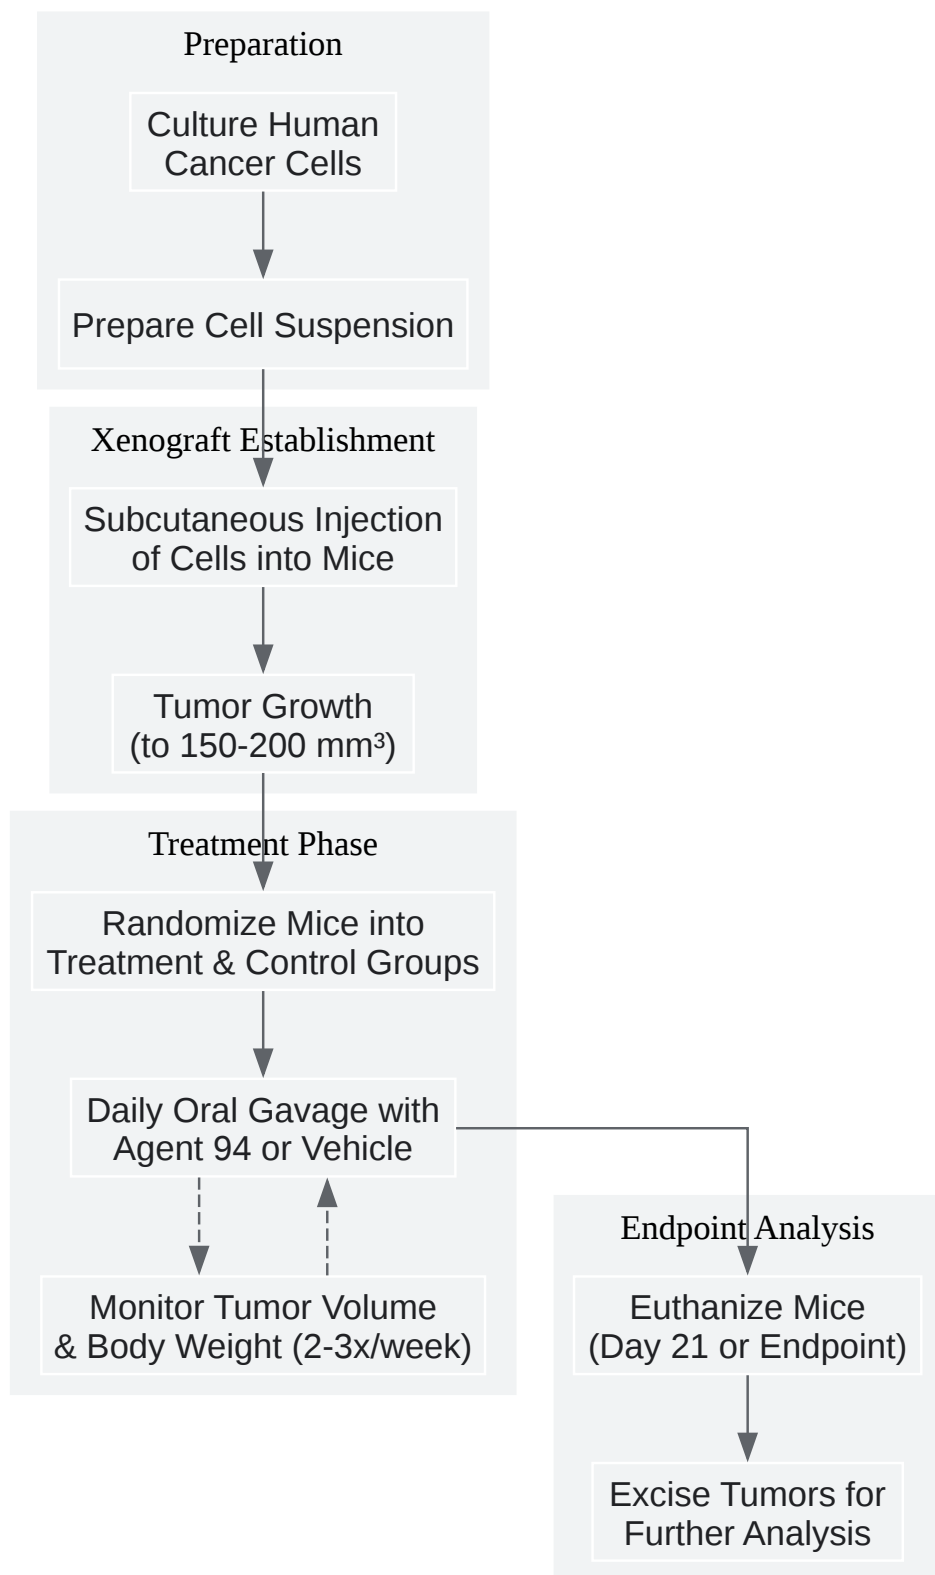 Preparation
Culture Human
Cancer Cells
Prepare Cell Suspension
Xenograft Establishment
Subcutaneous Injection
of Cells into Mice
Tumor Growth
(to 150-200 mm³)
Treatment Phase
Randomize Mice into
Treatment & Control Groups
Daily Oral Gavage with
Agent 94 or Vehicle
Monitor Tumor Volume
& Body Weight (2-3x/week)
Endpoint Analysis
Euthanize Mice
(Day 21 or Endpoint)
Excise Tumors for
Further Analysis